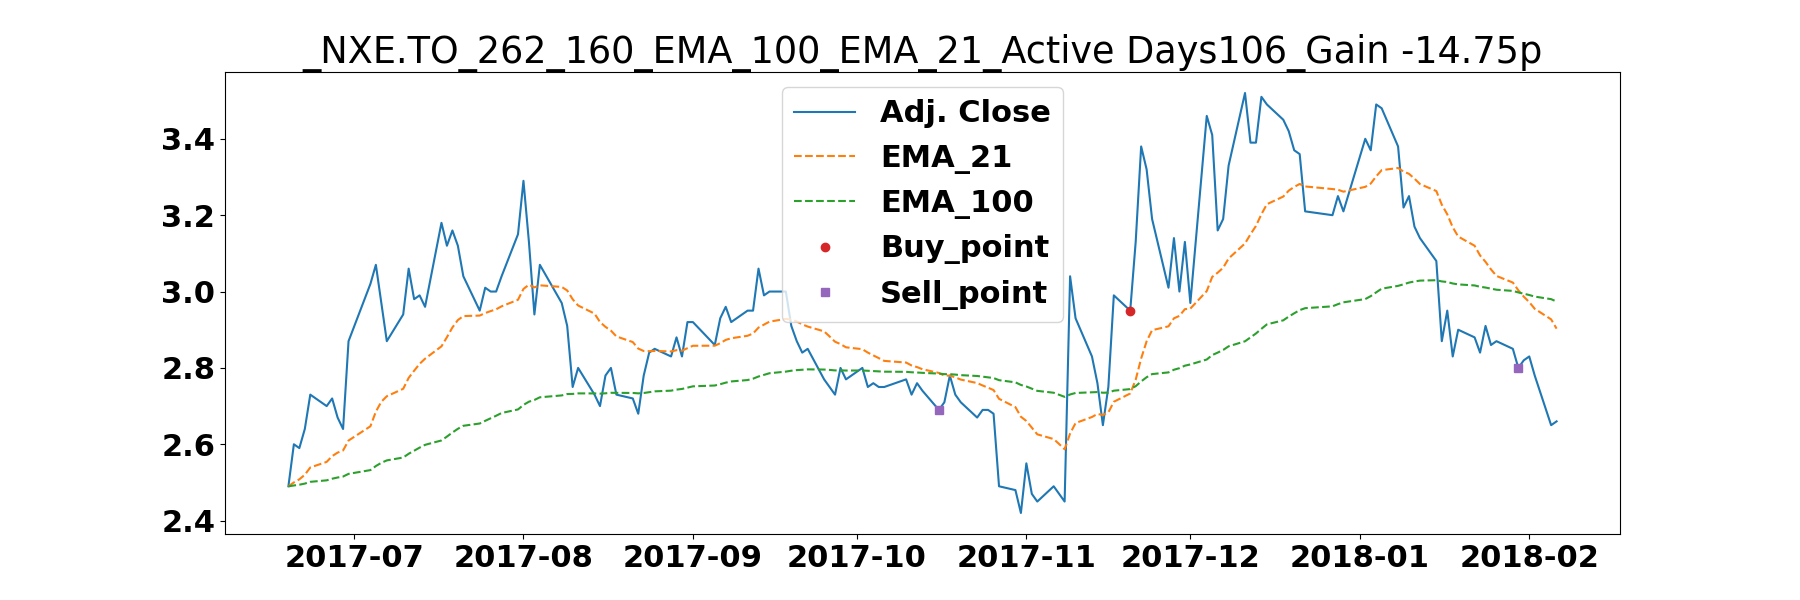 _NXE.TO_262_160_EMA_100_EMA_21_Active Days106_Gain -14.75p
Adj. Close
EMA_21
EMA_100
Buy_point
Sell_point
3.4
3.2
3.0
2.8
2.6
2.4
2017-07 2017-08 2017-09 2017-10 2017-11 2017-12 2018-01 2018-02